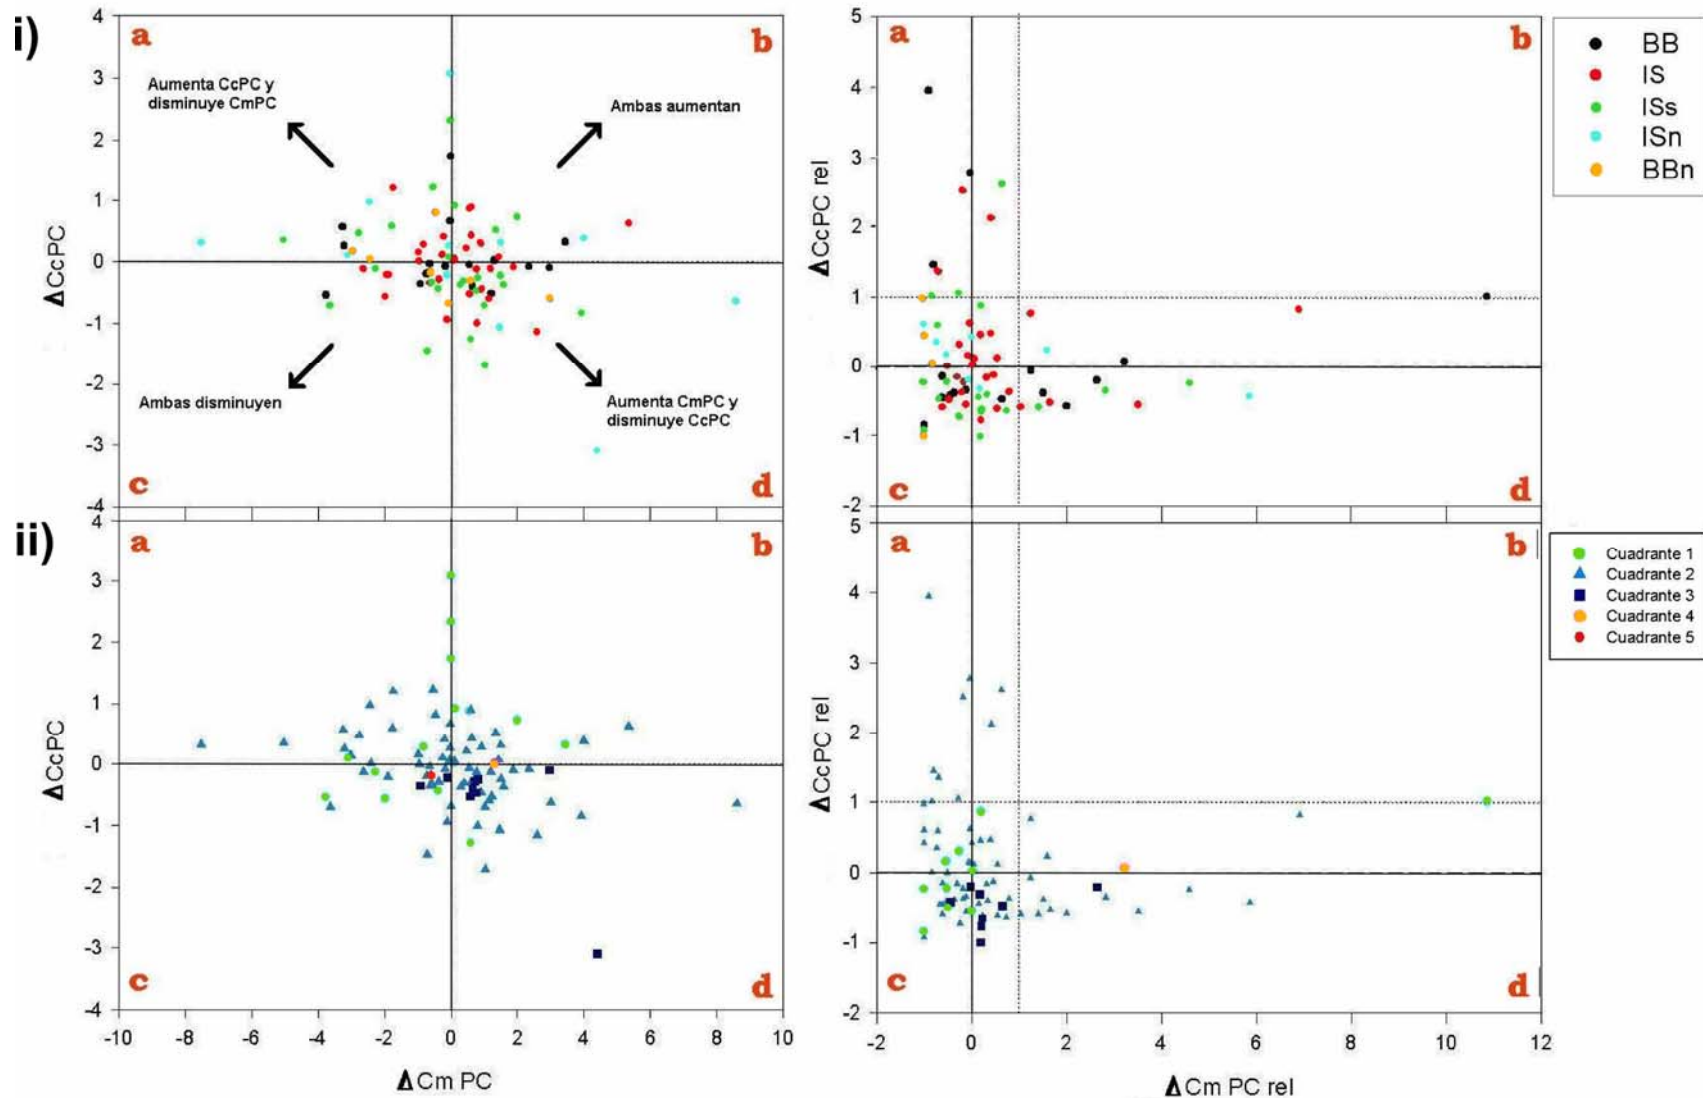 i)
4
3
2
1
0
-1
-2
-3
-4
ΔCcPC
a
b
Aumenta CcPC y
disminuye CmPC
Ambas aumentan
Ambas disminuyen
Aumenta CmPC y
disminuye CcPC
c
d
5
4
3
2
1
0
-1
-2
ΔCcPC rel
a
b
c
d
BB
IS
ISs
ISn
BBn
ii)
4
3
2
1
0
-1
-2
-3
-4
ΔCcPC
a
b
c
d
-10 -8 -6 -4 -2 0 2 4 6 8 10
ΔCm PC
5
4
3
2
1
0
-1
-2
ΔCcPC rel
a
b
c
d
-2 0 2 4 6 8 10 12
ΔCm PC rel
Cuadrante 1
Cuadrante 2
Cuadrante 3
Cuadrante 4
Cuadrante 5